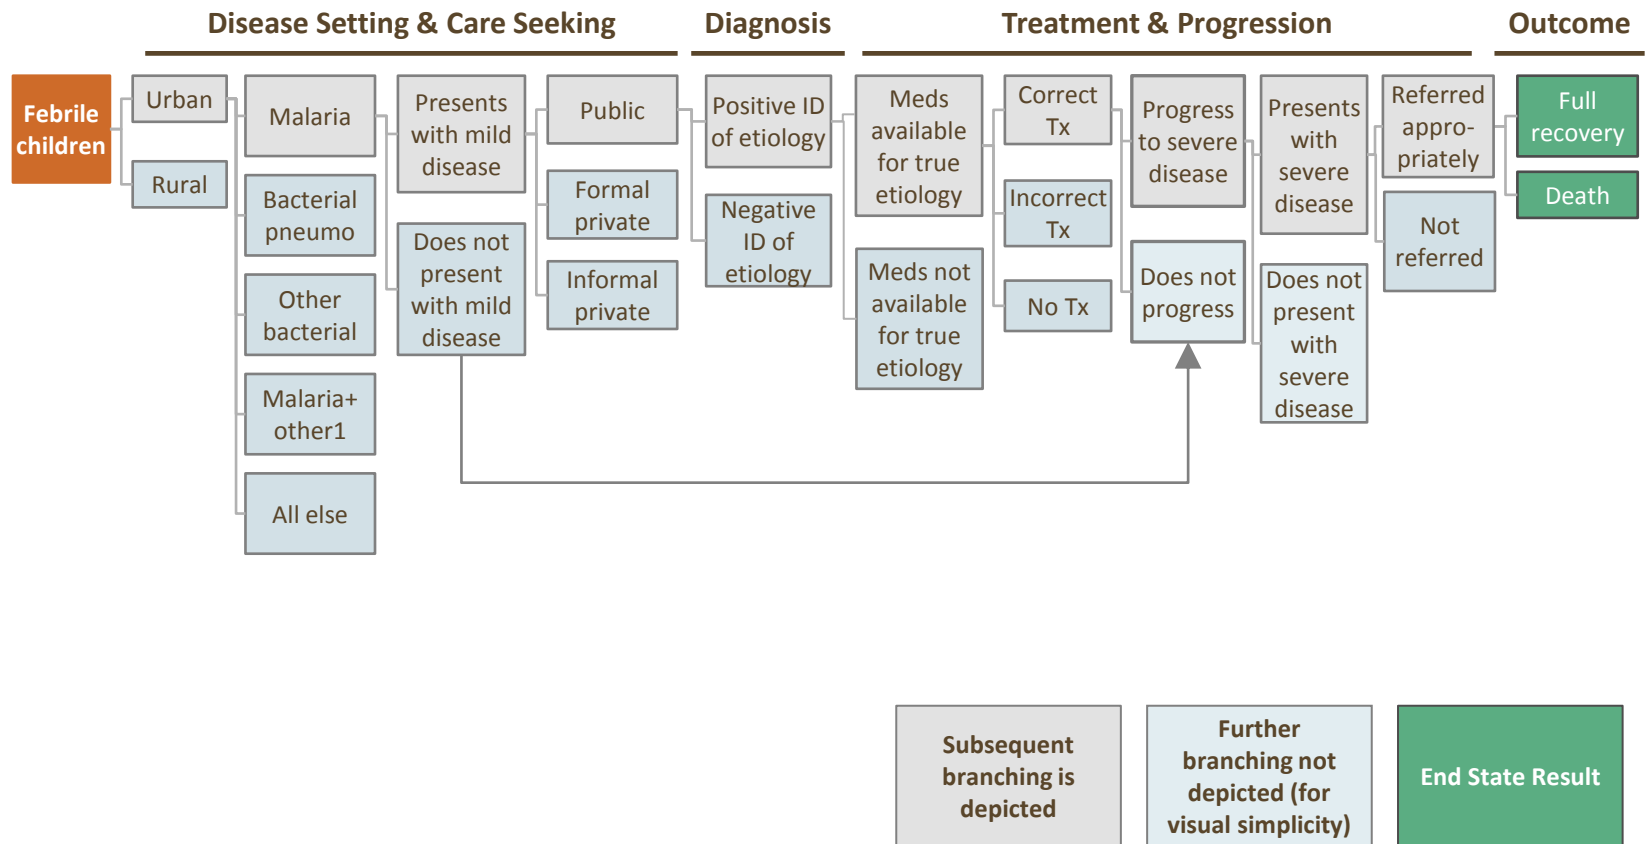 Disease Setting & Care Seeking
Diagnosis
Treatment & Progression
Outcome
Febrile
children
Urban
Rural
Malaria
Bacterial
pneumo
Other
bacterial
Malaria+
other1
All else
Presents
with mild
disease
Does not
present
with mild
disease
Public
Formal
private
Informal
private
Positive ID
of etiology
Negative
ID of
etiology
Meds
available
for true
etiology
Meds not
available
for true
etiology
Correct
Tx
Incorrect
Tx
No Tx
Progress
to severe
disease
Does not
progress
Presents
with
severe
disease
Does not
present
with
severe
disease
Referred
appro-
priately
Not
referred
Full
recovery
Death
Subsequent
branching is
depicted
Further
branching not
depicted (for
visual simplicity)
End State Result